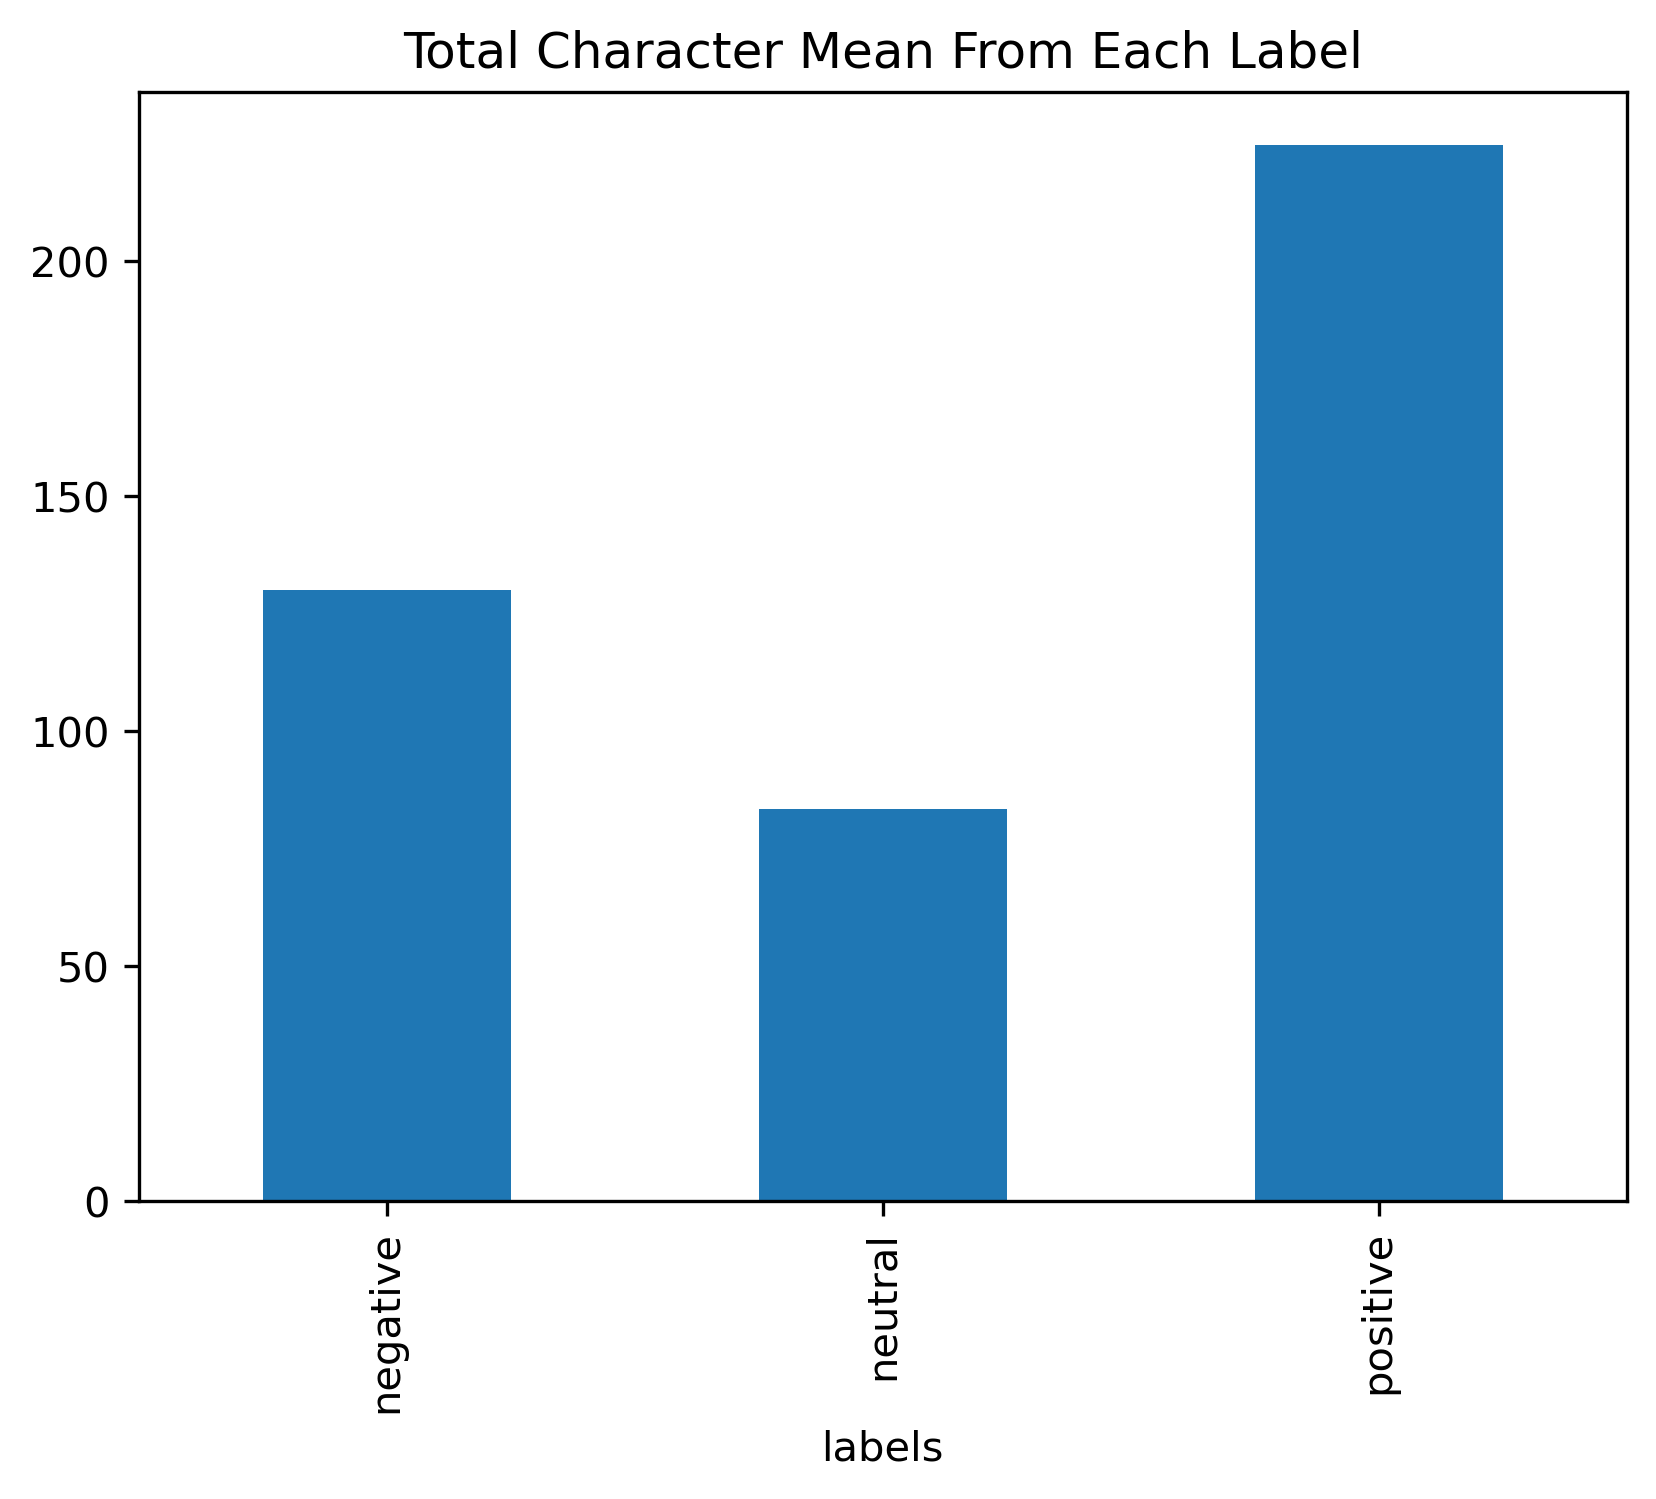 Total Character Mean From Each Label
200
150
100
50
0
negative
neutral
positive
labels